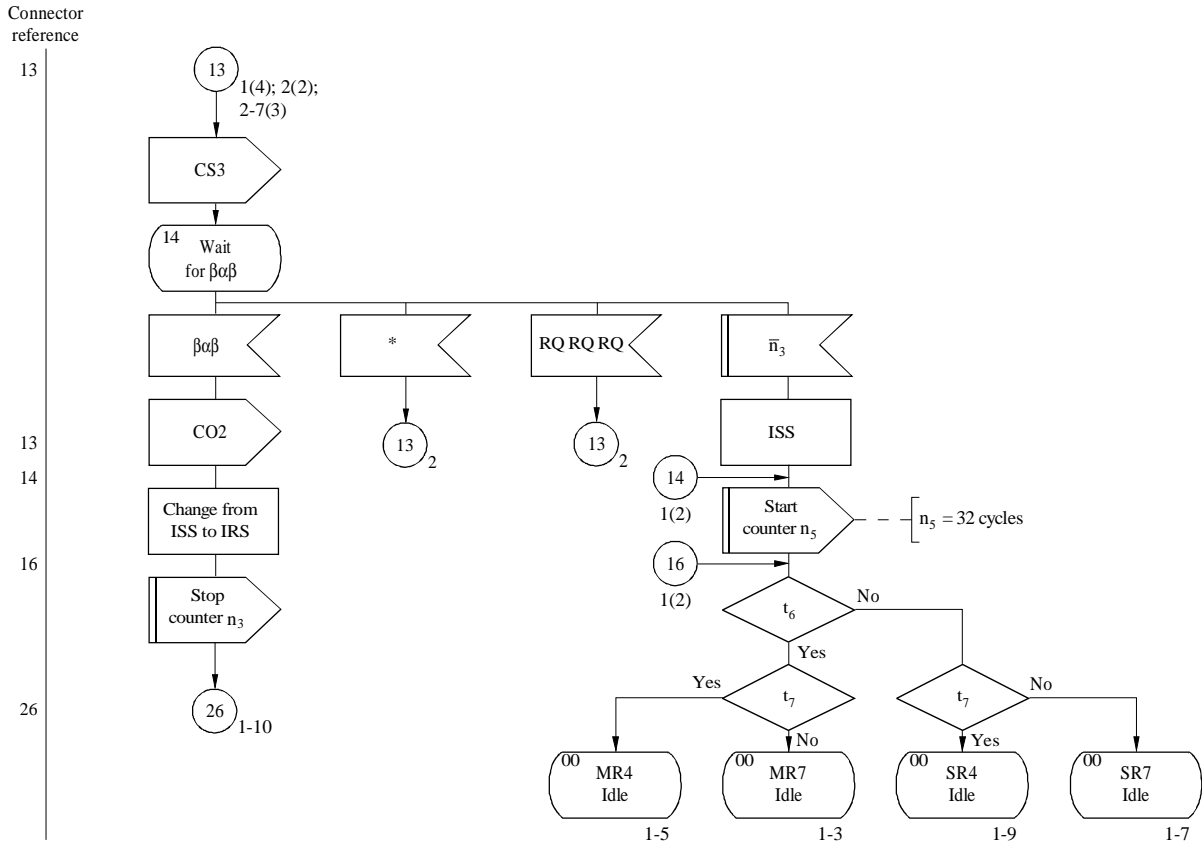 Connector
reference
13
13
1(4); 2(2);
2-7(3)
CS3
14
Wait
for βαβ
βαβ
*
RQ RQ RQ
n̅₃
CO2
13
2
13
2
ISS
13
14
14
1(2)
Change from
ISS to IRS
Start
counter n₅
n₅ = 32 cycles
16
16
1(2)
Stop
counter n₃
t₆
No
Yes
26
26
1-10
Yes
t₇
No
t₇
No
Yes
00
MR4
Idle
1-5
00
MR7
Idle
1-3
00
SR4
Idle
1-9
00
SR7
Idle
1-7